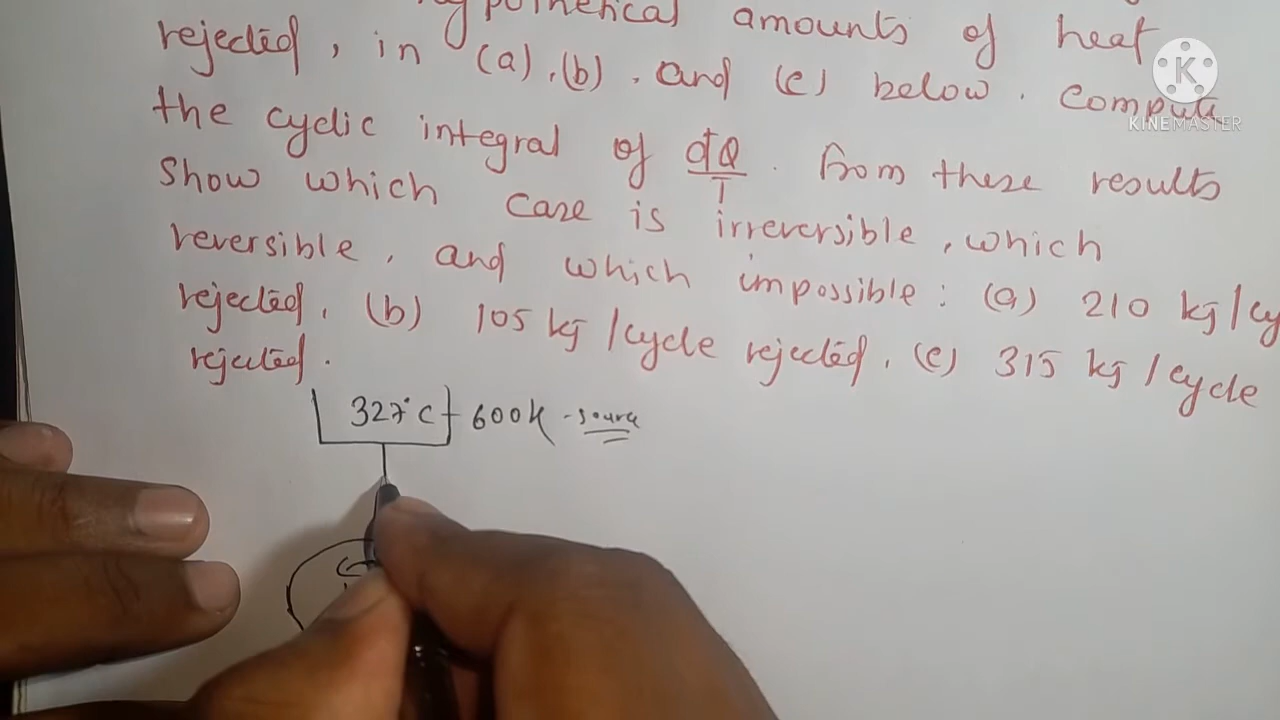 hypothetical amounts of heat
rejected, in (a), (b), and (c) below. Compute
the cyclic integral of đQ/T. From these results
show which case is irreversible, which
reversible, and which impossible: (a) 210 kJ/cy
rejected. (b) 105 kJ/cycle rejected. (c) 315 kJ/cycle
rejected.
327°C - 600K - source
K
KINEMASTER